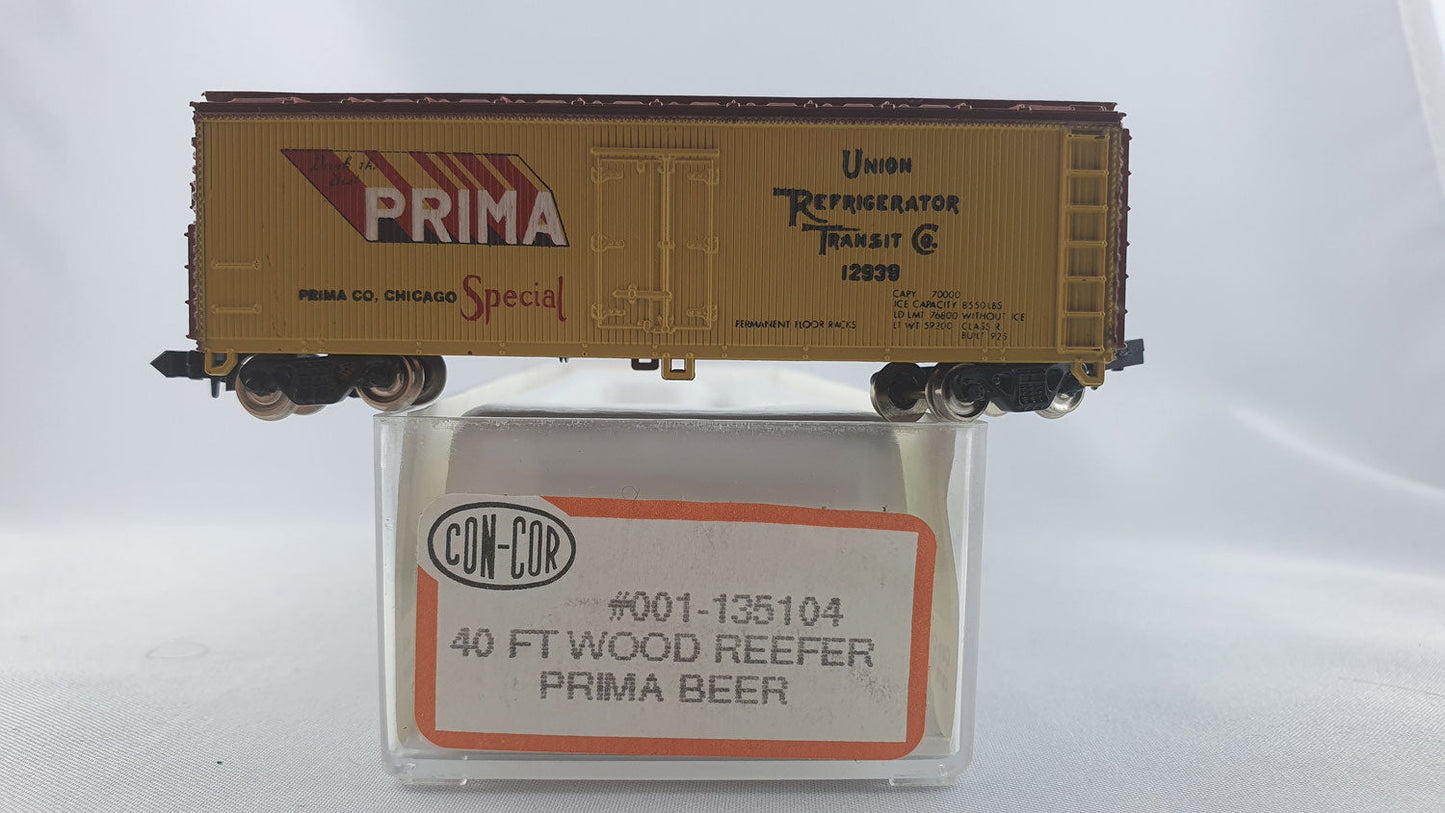 PRIMA
PRIMA CO, CHICAGO Special
UNION
REFRIGERATOR
TRANSIT CO.
12939
PERMANENT FLOOR RACKS
CAPY 70000
ICE CAPACITY 8550 LBS
LD LMT 76800 WITHOUT ICE
LT WT 59200 CLASS R
BUILT 925
CON-COR
#001-135104
40 FT WOOD REEFER
PRIMA BEER